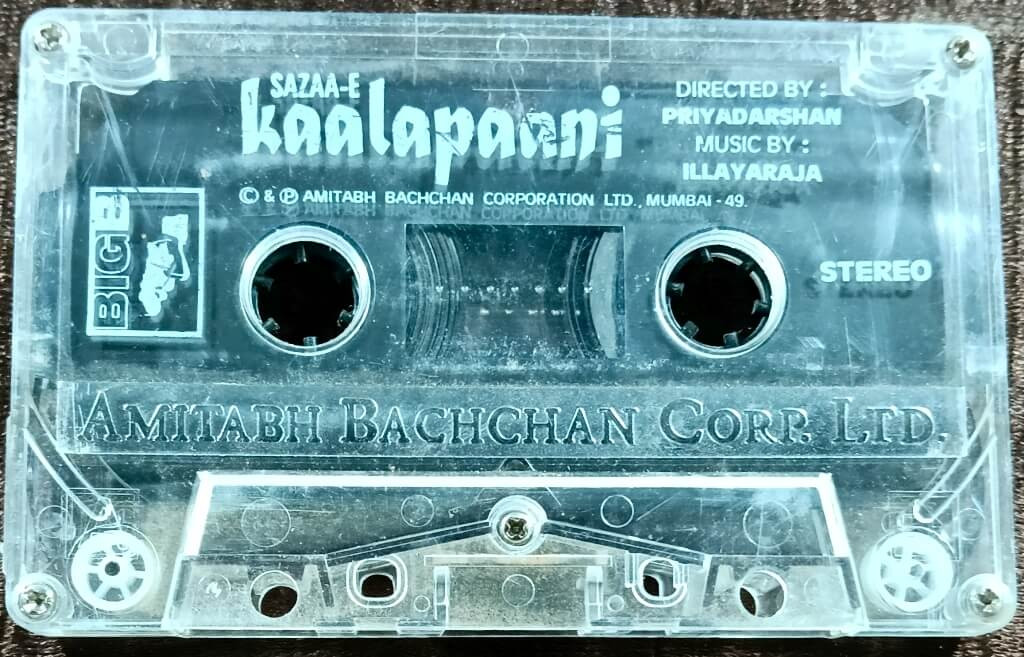 SAZAA-E
kaalapaani
DIRECTED BY :
PRIYADARSHAN
MUSIC BY :
ILLAYARAJA
© & ℗ AMITABH BACHCHAN CORPORATION LTD., MUMBAI - 49.
BIG B
STEREO
AMITABH BACHCHAN CORP. LTD.
A
A